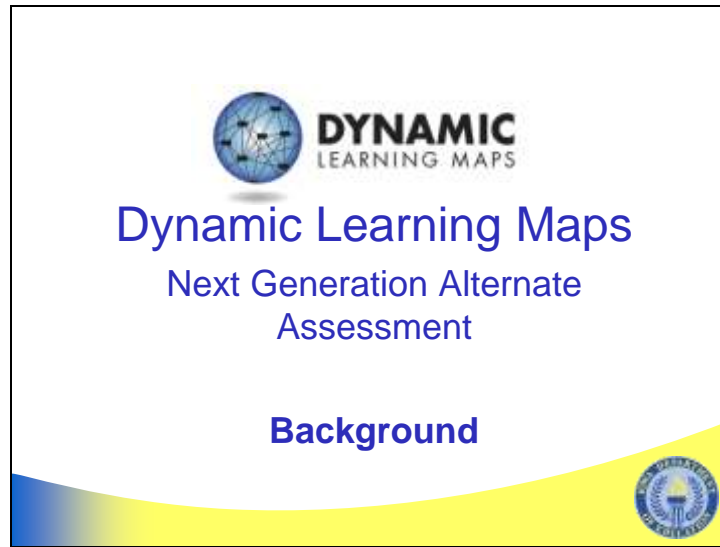 DYNAMIC
LEARNING MAPS
Dynamic Learning Maps
Next Generation Alternate
Assessment
Background